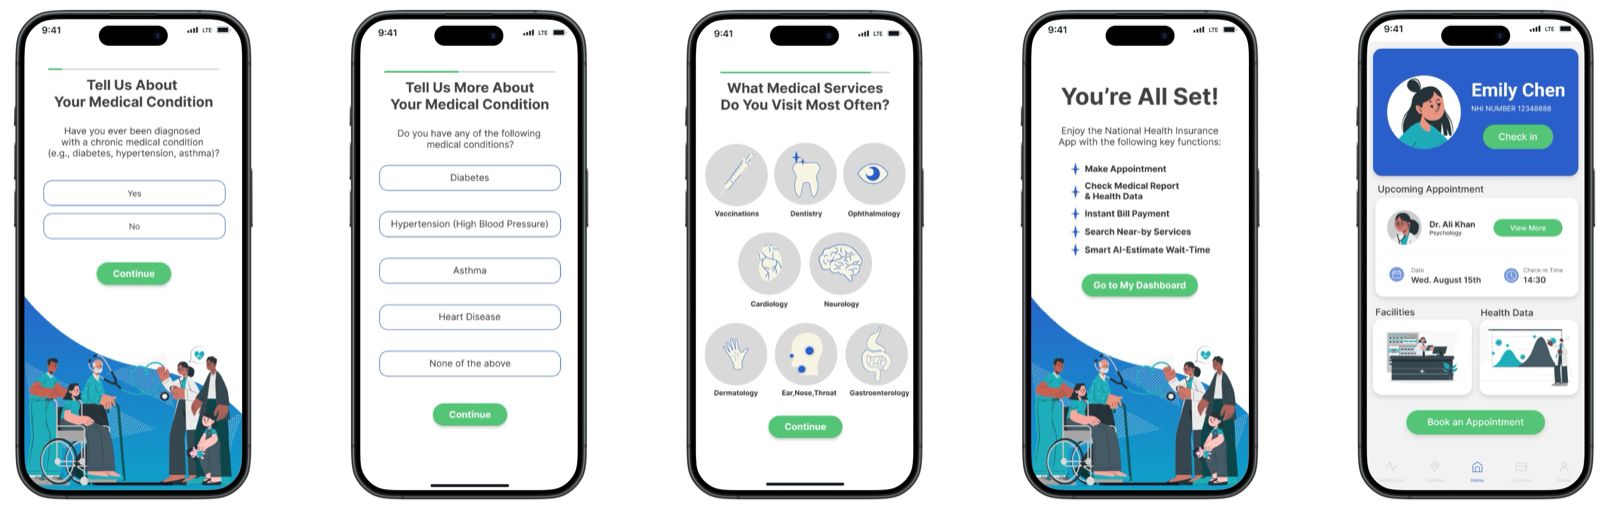 9:41
LTE
Tell Us About
Your Medical Condition
Have you ever been diagnosed
with a chronic medical condition
(e.g., diabetes, hypertension, asthma)?
Yes
No
Continue
9:41
LTE
Tell Us More About
Your Medical Condition
Do you have any of the following
medical conditions?
Diabetes
Hypertension (High Blood Pressure)
Asthma
Heart Disease
None of the above
Continue
9:41
LTE
What Medical Services
Do You Visit Most Often?
Vaccinations
Dentistry
Ophthalmology
Cardiology
Neurology
Dermatology
Ear,Nose,Throat
Gastroenterology
Continue
9:41
LTE
You're All Set!
Enjoy the National Health Insurance
App with the following key functions:
Make Appointment
Check Medical Report
& Health Data
Instant Bill Payment
Search Near-by Services
Smart AI-Estimate Wait-Time
Go to My Dashboard
9:41
LTE
Emily Chen
NHI NUMBER 12348888
Check in
Upcoming Appointment
Dr. Ali Khan
Psychology
View More
Date
Wed. August 15th
Check-in Time
14:30
Facilities
Health Data
Book an Appointment
Home